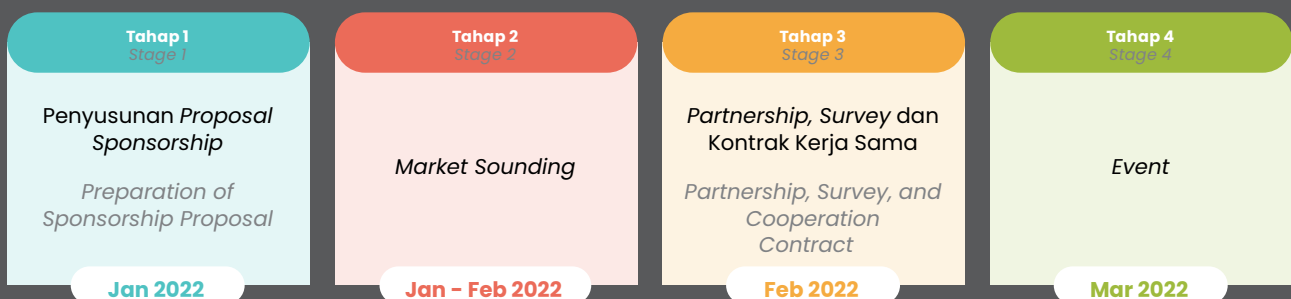 Tahap 1
Stage 1
Penyusunan Proposal
Sponsorship
Preparation of
Sponsorship Proposal
Jan 2022
Tahap 2
Stage 2
Market Sounding
Jan - Feb 2022
Tahap 3
Stage 3
Partnership, Survey dan
Kontrak Kerja Sama
Partnership, Survey, and
Cooperation
Contract
Feb 2022
Tahap 4
Stage 4
Event
Mar 2022